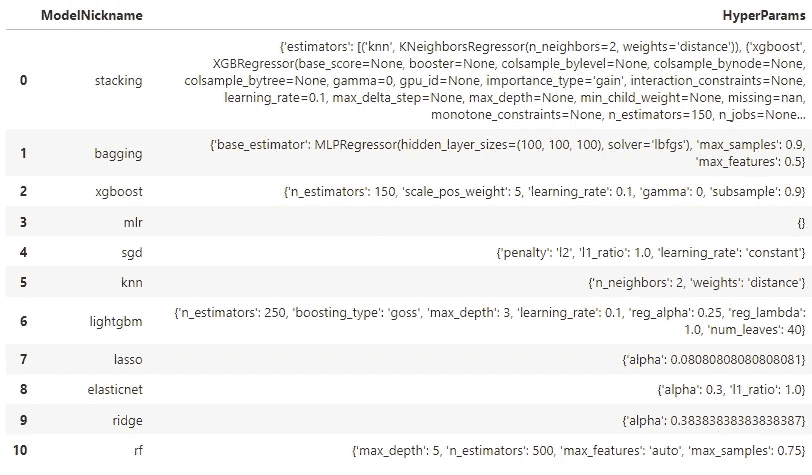 ModelNickname HyperParams
{'estimators': [('knn', KNeighborsRegressor(n_neighbors=2, weights='distance')), ('xgboost',
XGBRegressor(base_score=None, booster=None, colsample_bylevel=None, colsample_bynode=None,
0 stacking colsample_bytree=None, gamma=0, gpu_id=None, importance_type='gain', interaction_constraints=None,
learning_rate=0.1, max_delta_step=None, max_depth=None, min_child_weight=None, missing=nan,
monotone_constraints=None, n_estimators=150, n_jobs=None...
1 bagging {'base_estimator': MLPRegressor(hidden_layer_sizes=(100, 100, 100), solver='lbfgs'), 'max_samples': 0.9,
'max_features': 0.5}
2 xgboost {'n_estimators': 150, 'scale_pos_weight': 5, 'learning_rate': 0.1, 'gamma': 0, 'subsample': 0.9}
3 mlr {}
4 sgd {'penalty': 'l2', 'l1_ratio': 1.0, 'learning_rate': 'constant'}
5 knn {'n_neighbors': 2, 'weights': 'distance'}
6 lightgbm {'n_estimators': 250, 'boosting_type': 'goss', 'max_depth': 3, 'learning_rate': 0.1, 'reg_alpha': 0.25, 'reg_lambda':
1.0, 'num_leaves': 40}
7 lasso {'alpha': 0.08080808080808081}
8 elasticnet {'alpha': 0.3, 'l1_ratio': 1.0}
9 ridge {'alpha': 0.38383838383838387}
10 rf {'max_depth': 5, 'n_estimators': 500, 'max_features': 'auto', 'max_samples': 0.75}